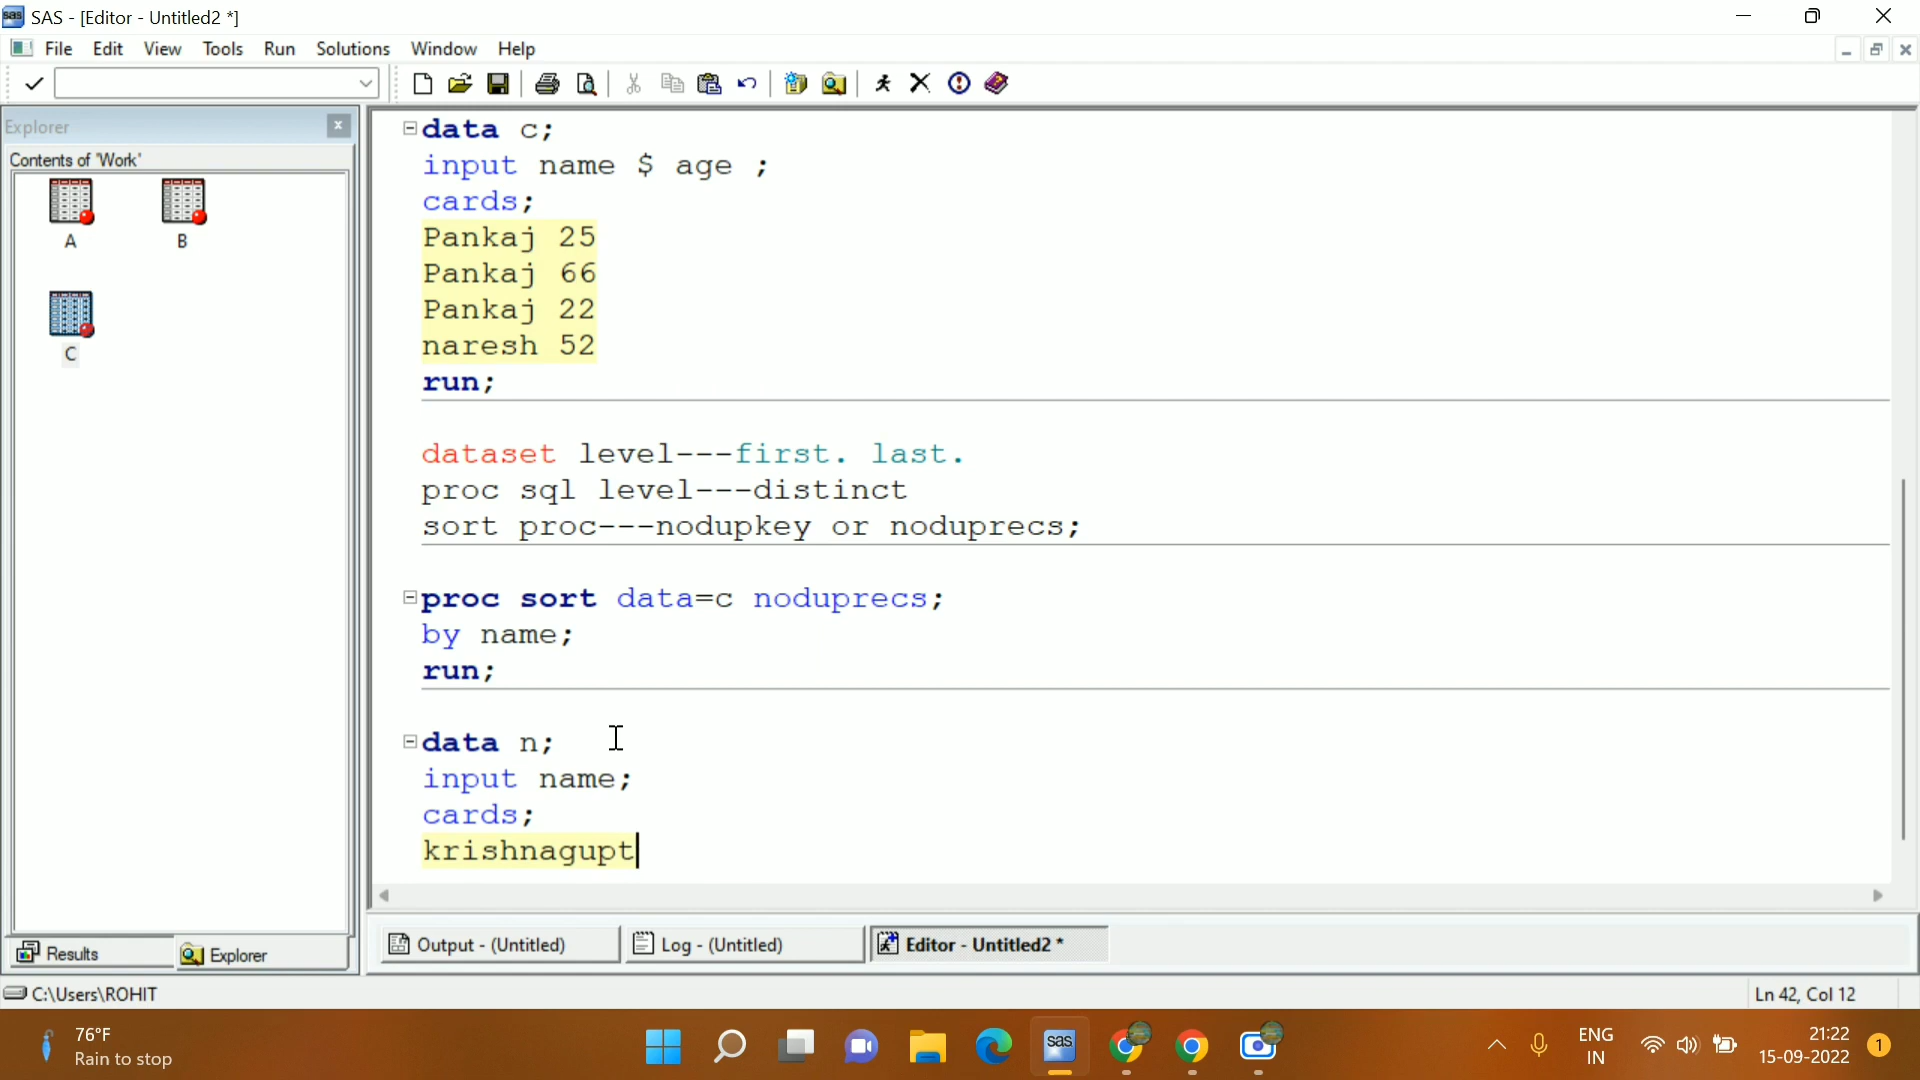 SAS - [Editor - Untitled2 *]
File Edit View Tools Run Solutions Window Help
Explorer
Contents of 'Work'
A B
C
data c;
input name $ age ;
cards;
Pankaj 25
Pankaj 66
Pankaj 22
naresh 52
run;
dataset level---first. last.
proc sql level---distinct
sort proc---nodupkey or noduprecs;
proc sort data=c noduprecs;
by name;
run;
data n;
input name;
cards;
krishnagupt
Results Explorer
Output - (Untitled) Log - (Untitled) Editor - Untitled2 *
C:\Users\ROHIT
Ln 42, Col 12
76°F
Rain to stop
sas
ENG
IN
21:22
15-09-2022
1